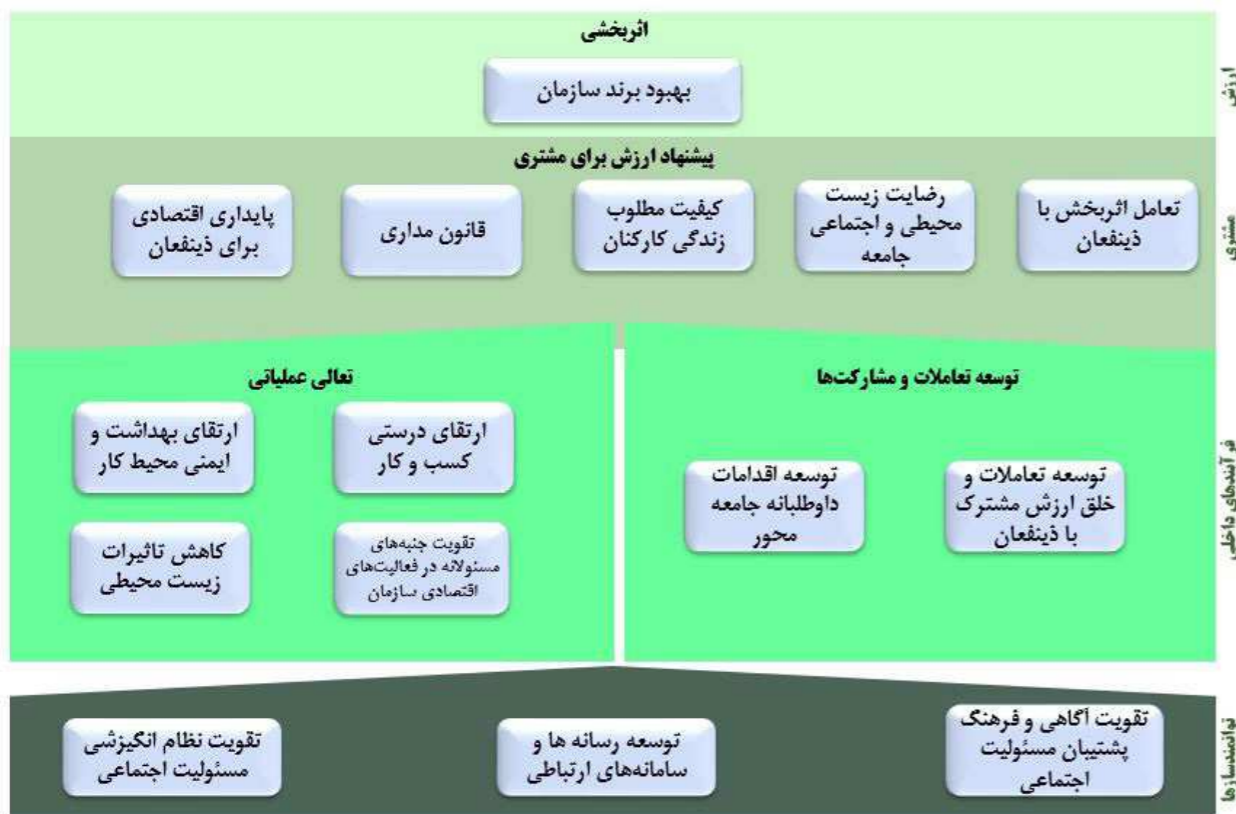 اثربخشی
بهبود برند سازمان
ارزش
پیشنهاد ارزش برای مشتری
تعامل اثربخش با
ذینفعان
رضایت زیست
محیطی و اجتماعی
جامعه
کیفیت مطلوب
زندگی کارکنان
قانون مداری
پایداری اقتصادی
برای ذینفعان
مشتری
توسعه تعاملات و مشارکت‌ها
توسعه تعاملات و
خلق ارزش مشترک
با ذینفعان
توسعه اقدامات
داوطلبانه جامعه
محور
تعالی عملیاتی
ارتقای درستی
کسب و کار
ارتقای بهداشت و
ایمنی محیط کار
تقویت جنبه‌های
مسئولانه در فعالیت‌های
اقتصادی سازمان
کاهش تاثیرات
زیست محیطی
فرآیندهای داخلی
تقویت آگاهی و فرهنگ
پشتیبان مسئولیت
اجتماعی
توسعه رسانه ها و
سامانه‌های ارتباطی
تقویت نظام انگیزشی
مسئولیت اجتماعی
توانمندسازها